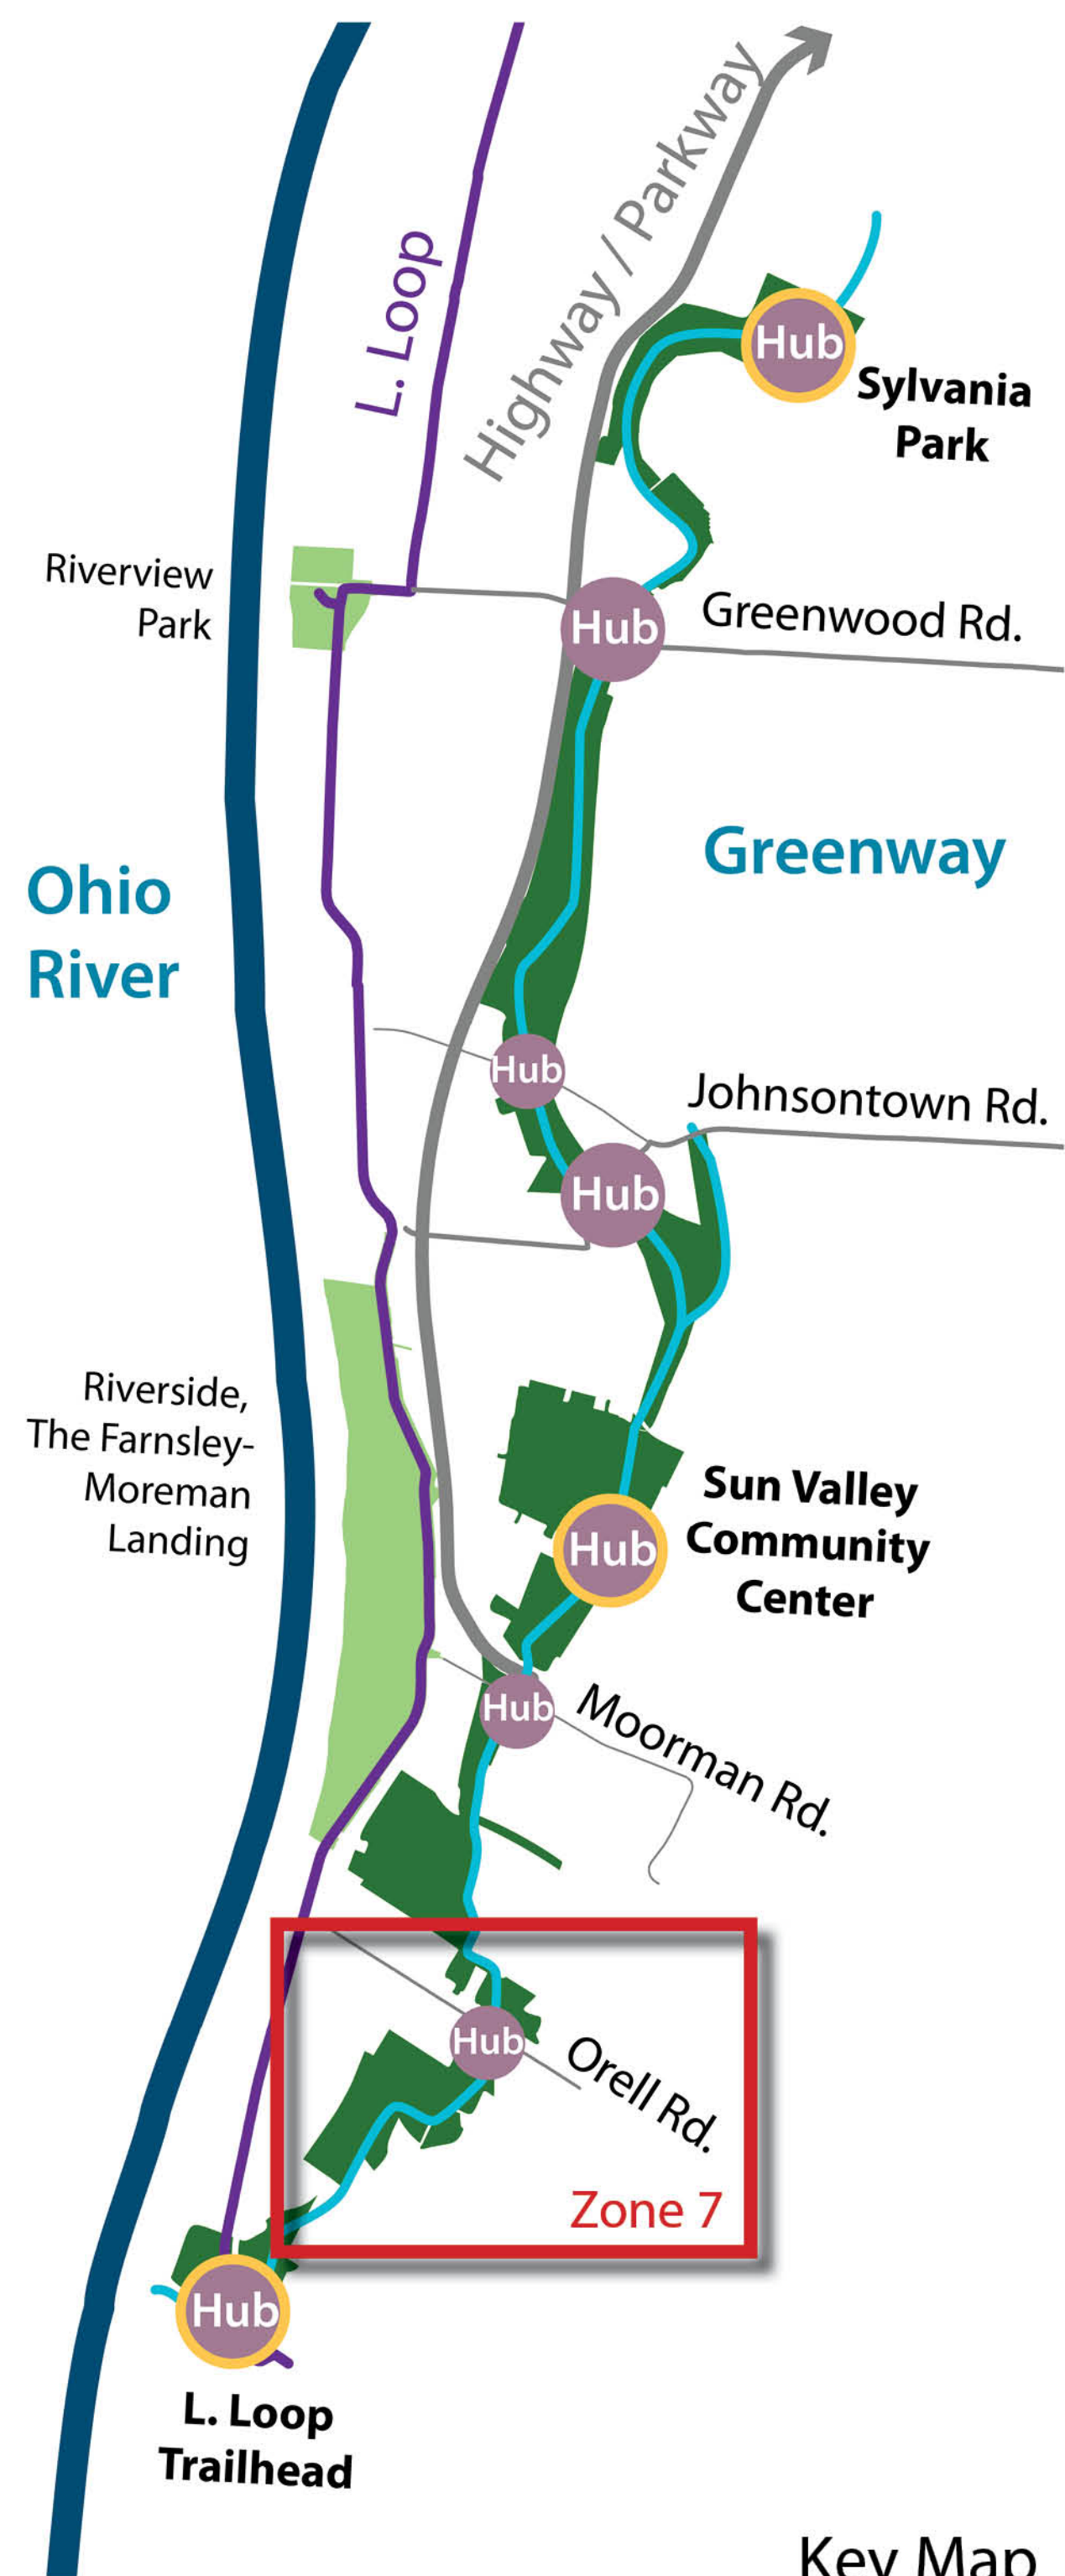 Highway / Parkway
L. Loop
Hub
Sylvania
Park
Riverview
Park
Hub
Greenwood Rd.
Greenway
Ohio
River
Hub
Johnsontown Rd.
Hub
Riverside,
The Farnsley-
Moreman
Landing
Sun Valley
Community
Center
Hub
Hub
Moorman Rd.
Hub
Orell Rd.
Zone 7
Hub
L. Loop
Trailhead
Key Map